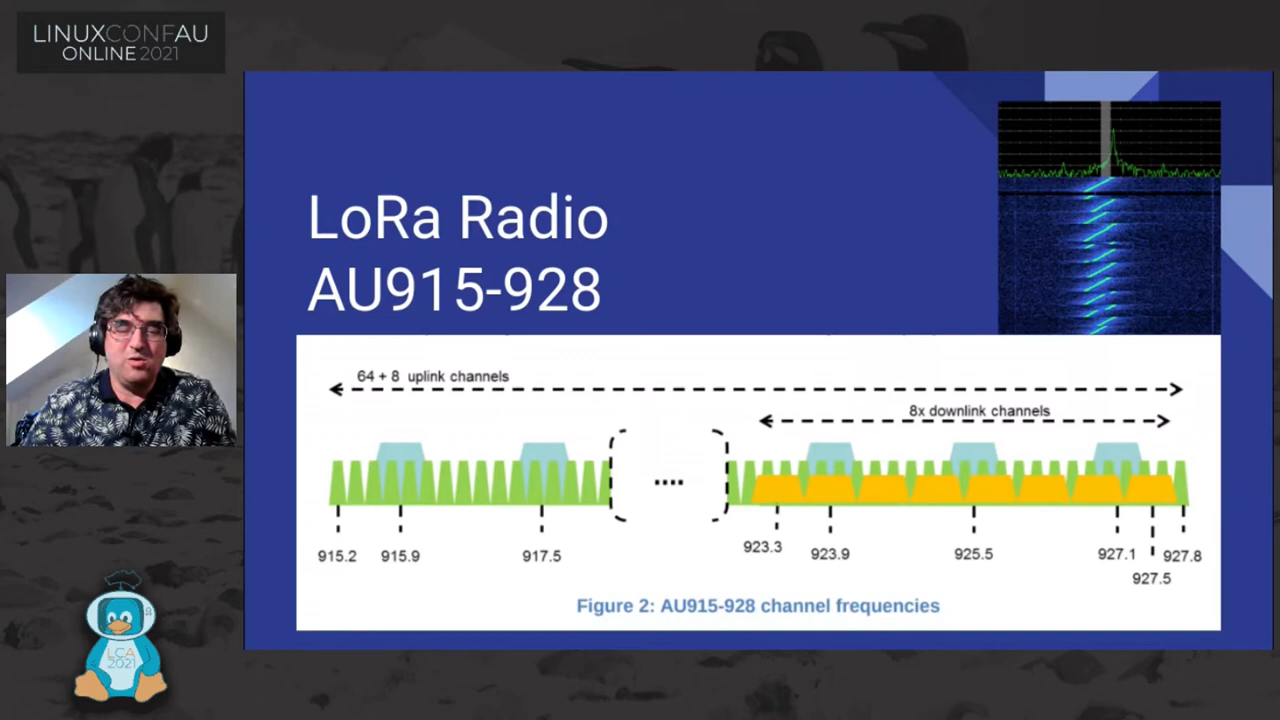 LINUXCONFAU
ONLINE 2021
LoRa Radio
AU915-928
64 + 8 uplink channels
8x downlink channels
....
915.2 915.9 917.5 923.3 923.9 925.5 927.1 927.8
927.5
Figure 2: AU915-928 channel frequencies
LCA
2021